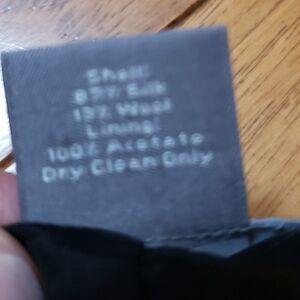 Shell:
85% Silk
15% Wool
Lining:
100% Acetate
Dry Clean Only